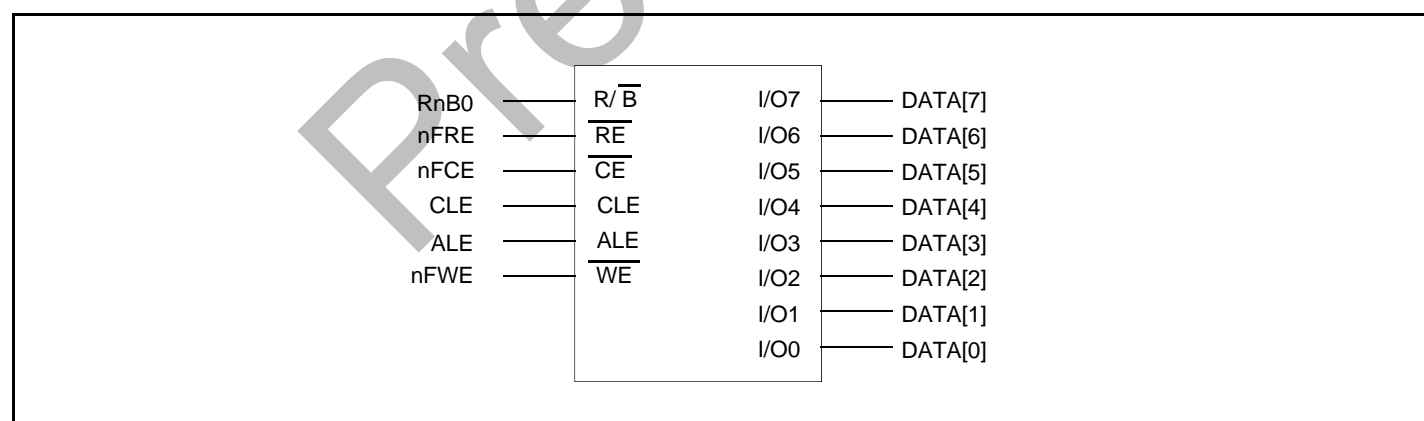 Pre
RnB0 R/ B I/O7 DATA[7]
nFRE RE I/O6 DATA[6]
nFCE CE I/O5 DATA[5]
CLE CLE I/O4 DATA[4]
ALE ALE I/O3 DATA[3]
nFWE WE I/O2 DATA[2]
I/O1 DATA[1]
I/O0 DATA[0]